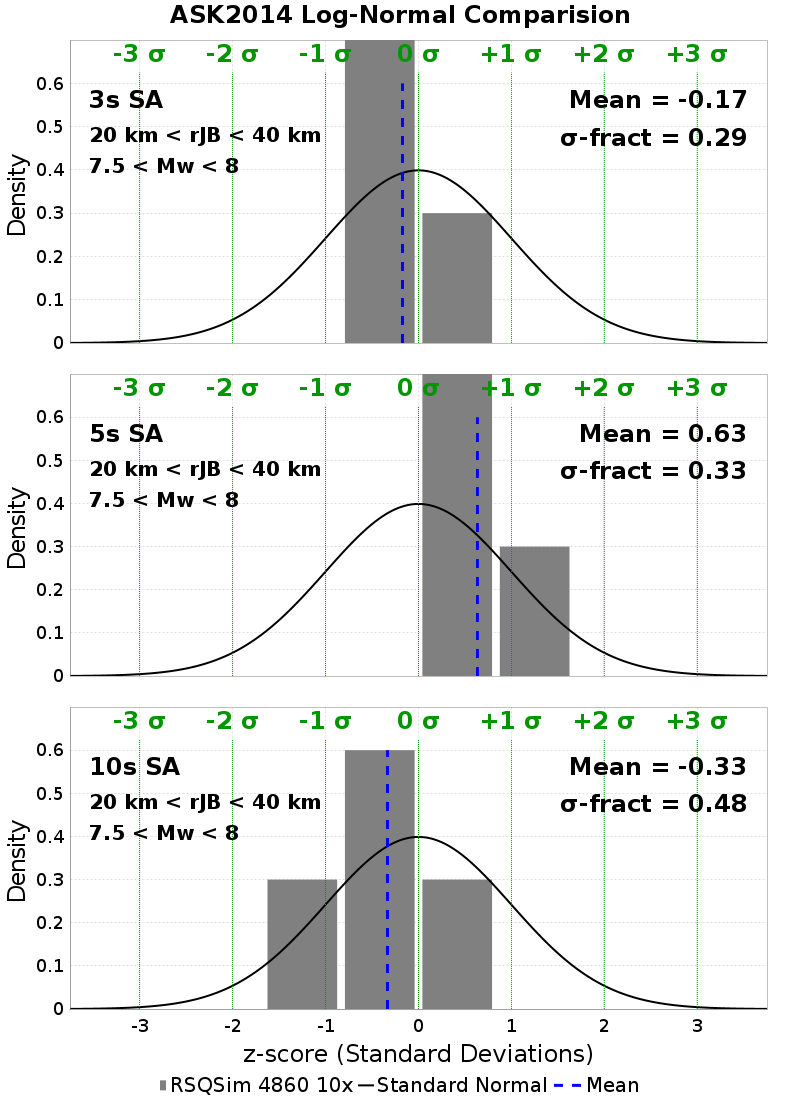 ASK2014 Log-Normal Comparision
-3 σ -2 σ -1 σ 0 σ +1 σ +2 σ +3 σ
0.6
3s SA Mean = -0.17
0.5
20 km < rJB < 40 km σ-fract = 0.29
7.5 < Mw < 8
0.4
Density
0.3
0.2
0.1
0
-3 σ -2 σ -1 σ 0 σ +1 σ +2 σ +3 σ
0.6
5s SA Mean = 0.63
0.5
20 km < rJB < 40 km σ-fract = 0.33
7.5 < Mw < 8
0.4
Density
0.3
0.2
0.1
0
-3 σ -2 σ -1 σ 0 σ +1 σ +2 σ +3 σ
0.6
10s SA Mean = -0.33
0.5
20 km < rJB < 40 km σ-fract = 0.48
7.5 < Mw < 8
0.4
Density
0.3
0.2
0.1
0
-3 -2 -1 0 1 2 3
z-score (Standard Deviations)
RSQSim 4860 10x Standard Normal Mean